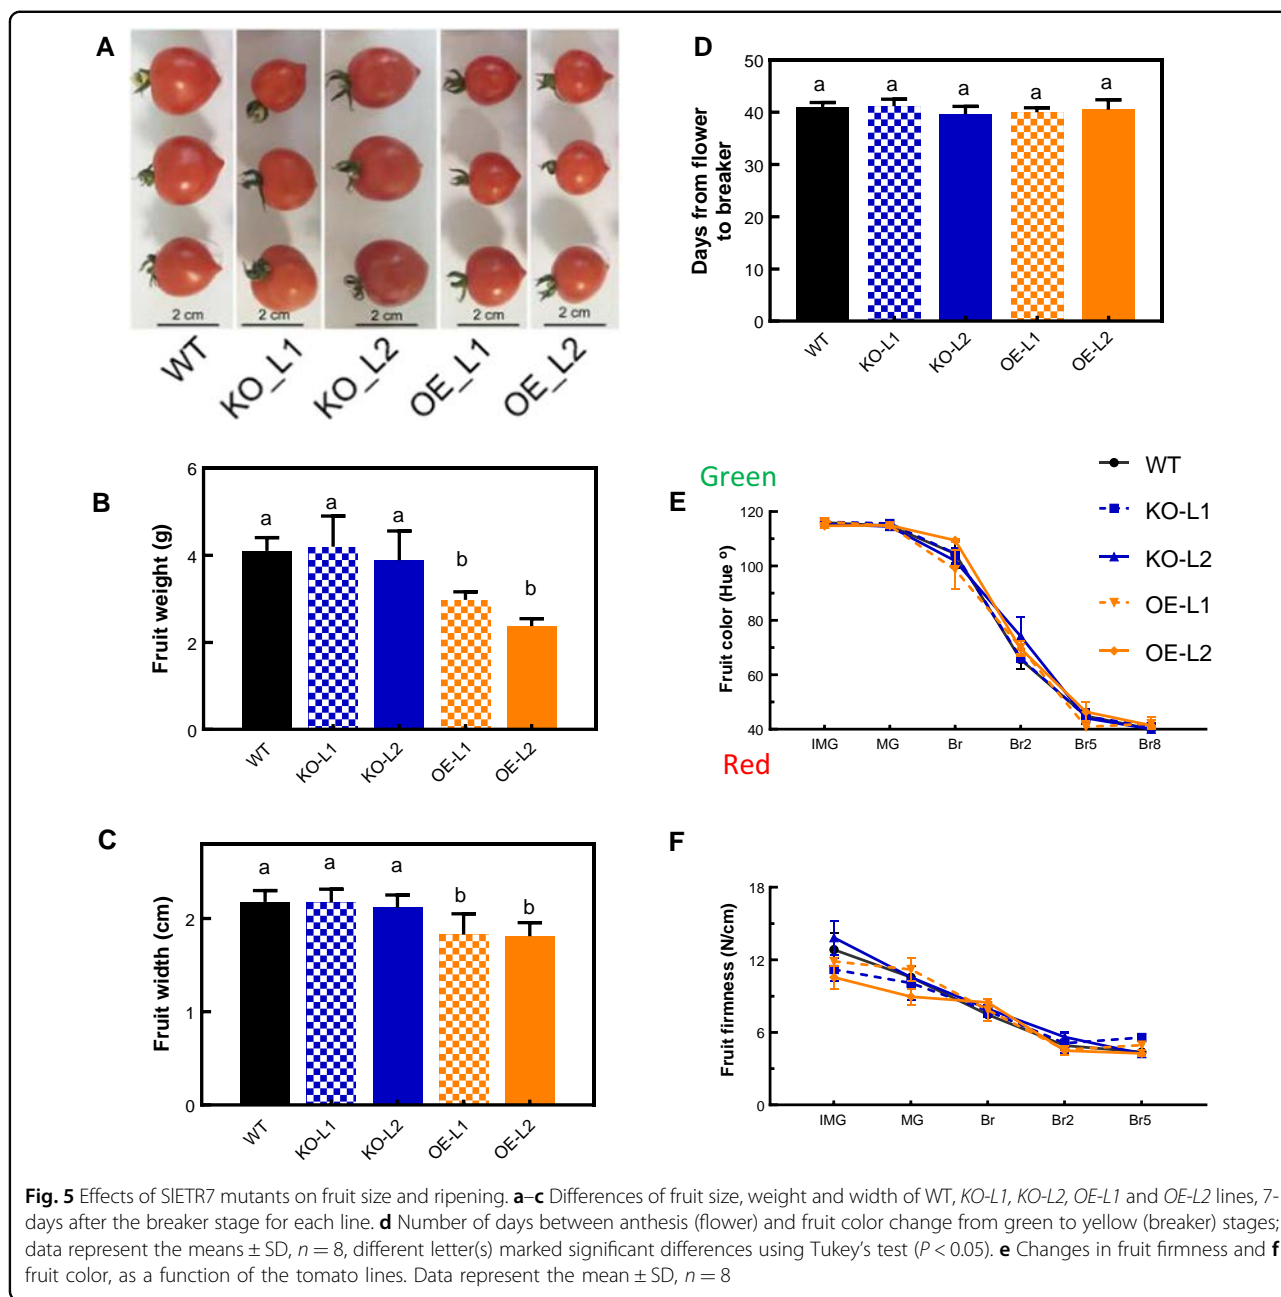 A
2 cm 2 cm 2 cm 2 cm 2 cm
WT KO_L1 KO_L2 OE_L1 OE_L2
D
Days from flower
to breaker
50
40
30
20
10
0
a a a a a
WT KO-L1 KO-L2 OE-L1 OE-L2
B
Fruit weight (g)
6
4
2
0
a a a b b
WT KO-L1 KO-L2 OE-L1 OE-L2
E
Green
Red
Fruit color (Hue º)
120
100
80
60
40
IMG MG Br Br2 Br5 Br8
WT
KO-L1
KO-L2
OE-L1
OE-L2
C
Fruit width (cm)
2
1
0
a a a b b
WT KO-L1 KO-L2 OE-L1 OE-L2
F
Fruit firmness (N/cm)
18
12
6
0
IMG MG Br Br2 Br5
Fig. 5 Effects of SlETR7 mutants on fruit size and ripening. a–c Differences of fruit size, weight and width of WT, KO-L1, KO-L2, OE-L1 and OE-L2 lines, 7-
days after the breaker stage for each line. d Number of days between anthesis (flower) and fruit color change from green to yellow (breaker) stages;
data represent the means ± SD, n = 8, different letter(s) marked significant differences using Tukey's test (P < 0.05). e Changes in fruit firmness and f
fruit color, as a function of the tomato lines. Data represent the mean ± SD, n = 8